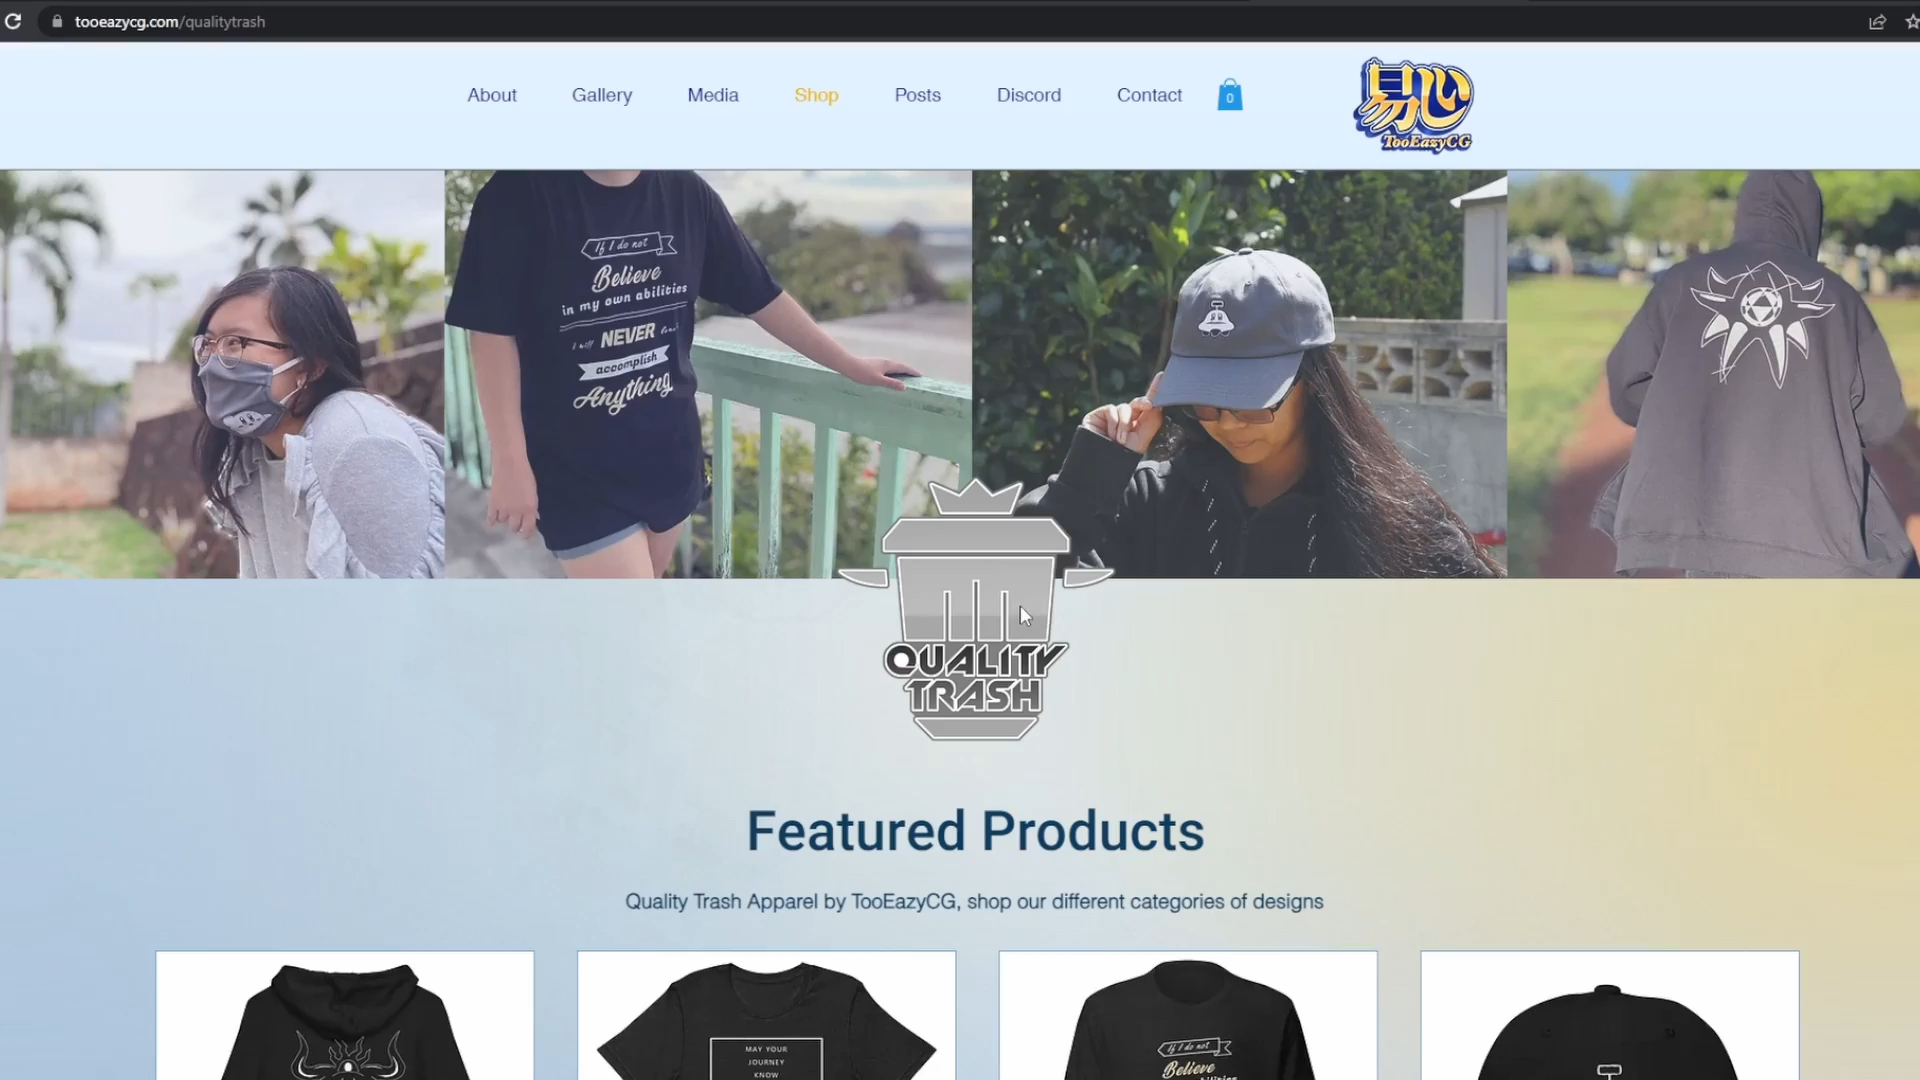 tooeazycg.com/qualitytrash
About
Gallery
Media
Shop
Posts
Discord
Contact
0
易心
TooEazyCG
If I do not
Believe
in my own abilities
I will NEVER
accomplish
Anything
QUALITY
TRASH
Featured Products
Quality Trash Apparel by TooEazyCG, shop our different categories of designs
MAY YOUR
JOURNEY
KNOW
If I do not
Believe